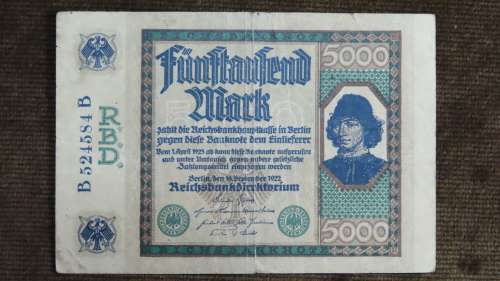 B·524584 B
RBD
Fünftausend
Mark
zahlt die Reichsbankhauptkasse in Berlin
gegen diese Banknote dem Einlieferer
Vom 1. April 1923 ab kann diese Banknote aufgerufen
und unter Umtausch gegen andere gesetzliche
Zahlungsmittel eingezogen werden
Berlin, den 16. November 1922
Reichsbankdirektorium
5000
5000